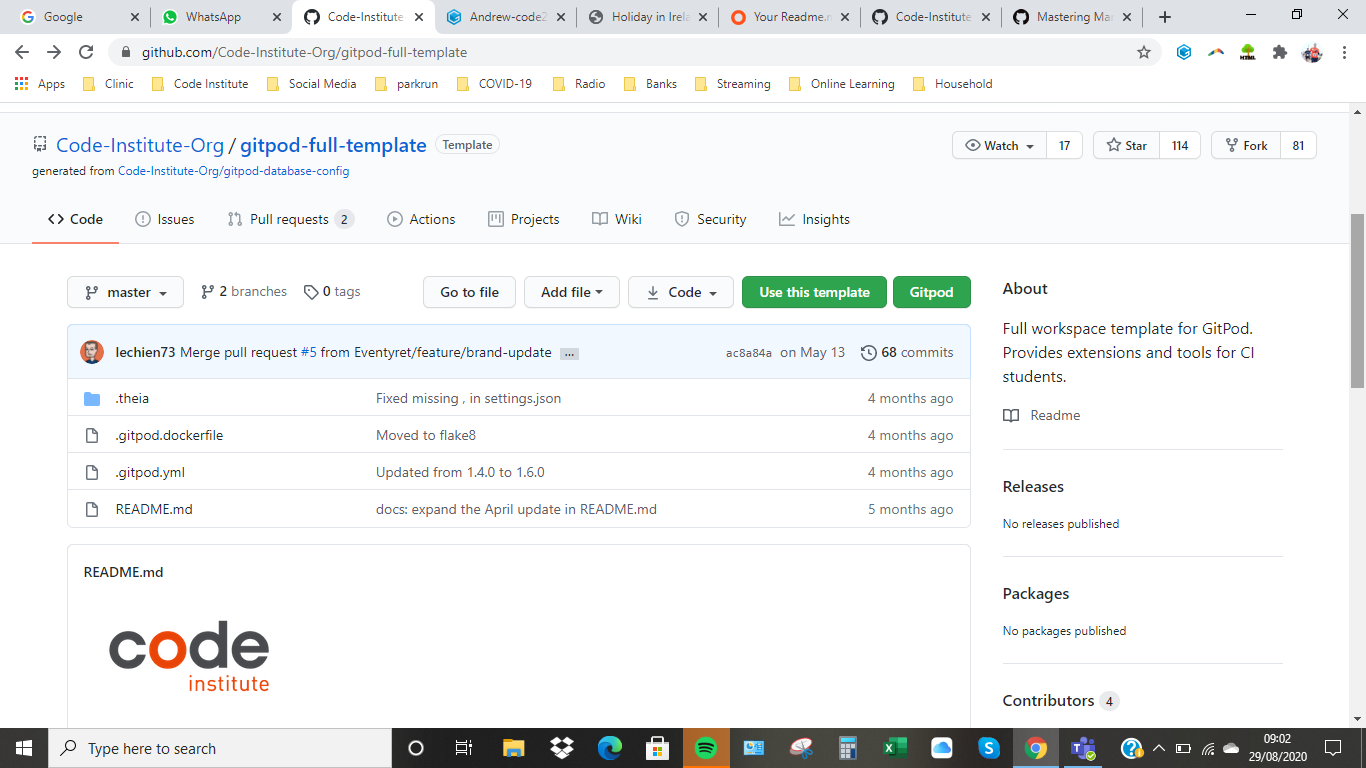 Google
WhatsApp
Code-Institute
Andrew-code2
Holiday in Irela
Your Readme.m
Code-Institute
Mastering Mar
github.com/Code-Institute-Org/gitpod-full-template
Apps Clinic Code Institute Social Media parkrun COVID-19 Radio Banks Streaming Online Learning Household
Code-Institute-Org / gitpod-full-template Template
Watch 17 Star 114 Fork 81
generated from Code-Institute-Org/gitpod-database-config
Code Issues Pull requests 2 Actions Projects Wiki Security Insights
master 2 branches 0 tags Go to file Add file Code Use this template Gitpod
lechien73 Merge pull request #5 from Eventyret/feature/brand-update ... ac8a84a on May 13 68 commits
.theia Fixed missing , in settings.json 4 months ago
.gitpod.dockerfile Moved to flake8 4 months ago
.gitpod.yml Updated from 1.4.0 to 1.6.0 4 months ago
README.md docs: expand the April update in README.md 5 months ago
README.md
code
institute
About
Full workspace template for GitPod.
Provides extensions and tools for CI
students.
Readme
Releases
No releases published
Packages
No packages published
Contributors 4
Type here to search
09:02
29/08/2020